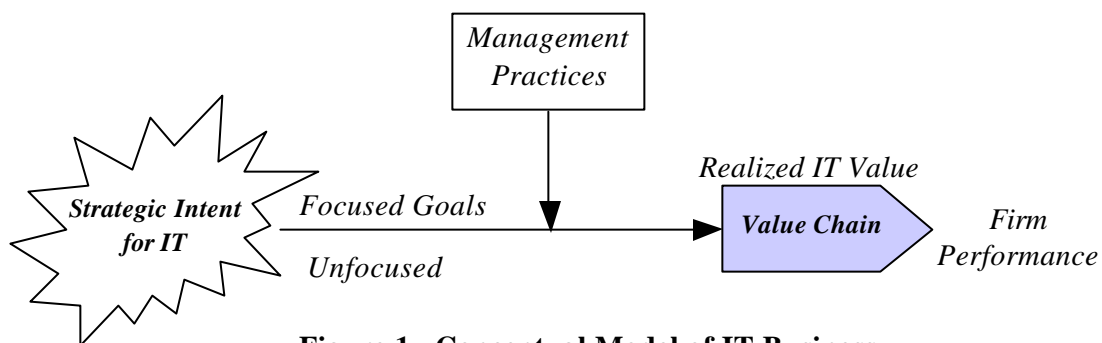 Management
Practices
Realized IT Value
Strategic Intent
for IT
Focused Goals
Unfocused
Value Chain
Firm
Performance
Figure 1 - Conceptual Model of IT Business